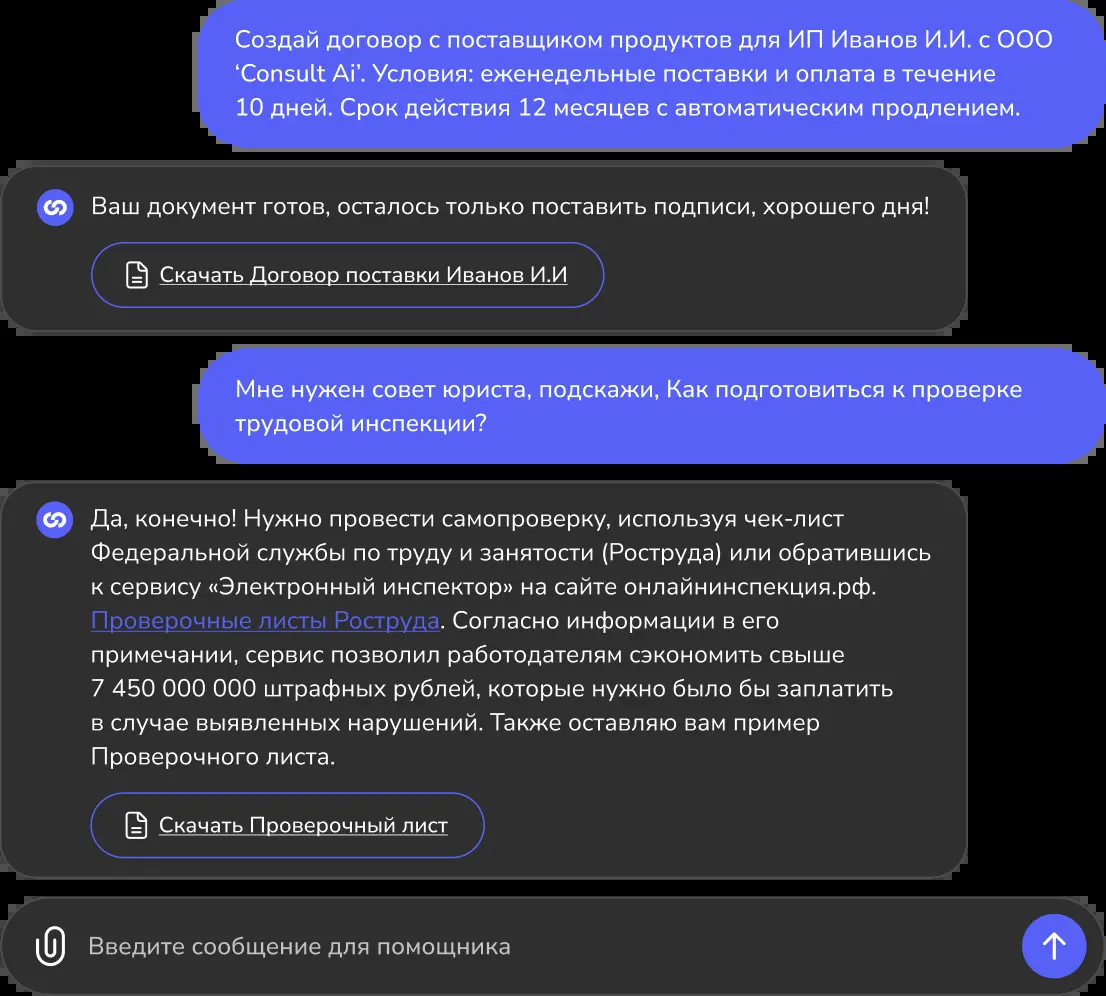 Создай договор с поставщиком продуктов для ИП Иванов И.И. с ООО
‘Consult Ai’. Условия: еженедельные поставки и оплата в течение
10 дней. Срок действия 12 месяцев с автоматическим продлением.
Ваш документ готов, осталось только поставить подписи, хорошего дня!
Скачать Договор поставки Иванов И.И
Мне нужен совет юриста, подскажи, Как подготовиться к проверке
трудовой инспекции?
Да, конечно! Нужно провести самопроверку, используя чек-лист
Федеральной службы по труду и занятости (Роструда) или обратившись
к сервису «Электронный инспектор» на сайте онлайнинспекция.рф.
Проверочные листы Роструда. Согласно информации в его
примечании, сервис позволил работодателям сэкономить свыше
7 450 000 000 штрафных рублей, которые нужно было бы заплатить
в случае выявленных нарушений. Также оставляю вам пример
Проверочного листа.
Скачать Проверочный лист
Введите сообщение для помощника